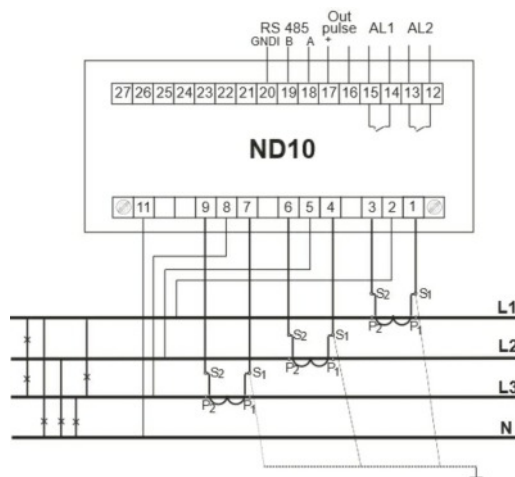 RS 485 Out pulse AL1 AL2
GNDI B A +
27 26 25 24 23 22 21 20 19 18 17 16 15 14 13 12
ND10
11 9 8 7 6 5 4 3 2 1
S2 S1
L1
P2 P1
S2 S1
L2
P2 P1
S2 S1
L3
P2 P1
N